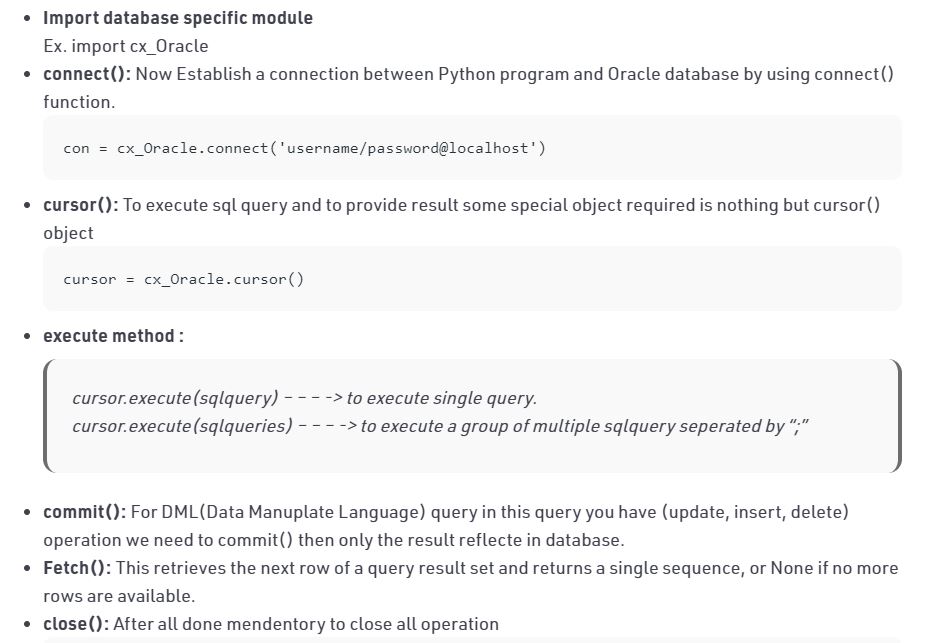 Import database specific module
Ex. import cx_Oracle
connect(): Now Establish a connection between Python program and Oracle database by using connect()
function.
con = cx_Oracle.connect('username/password@localhost')
cursor(): To execute sql query and to provide result some special object required is nothing but cursor()
object
cursor = cx_Oracle.cursor()
execute method :
cursor.execute(sqlquery) – – – -> to execute single query.
cursor.execute(sqlqueries) – – – -> to execute a group of multiple sqlquery seperated by “;”
commit(): For DML(Data Manuplate Language) query in this query you have (update, insert, delete)
operation we need to commit() then only the result reflecte in database.
Fetch(): This retrieves the next row of a query result set and returns a single sequence, or None if no more
rows are available.
close(): After all done mendentory to close all operation